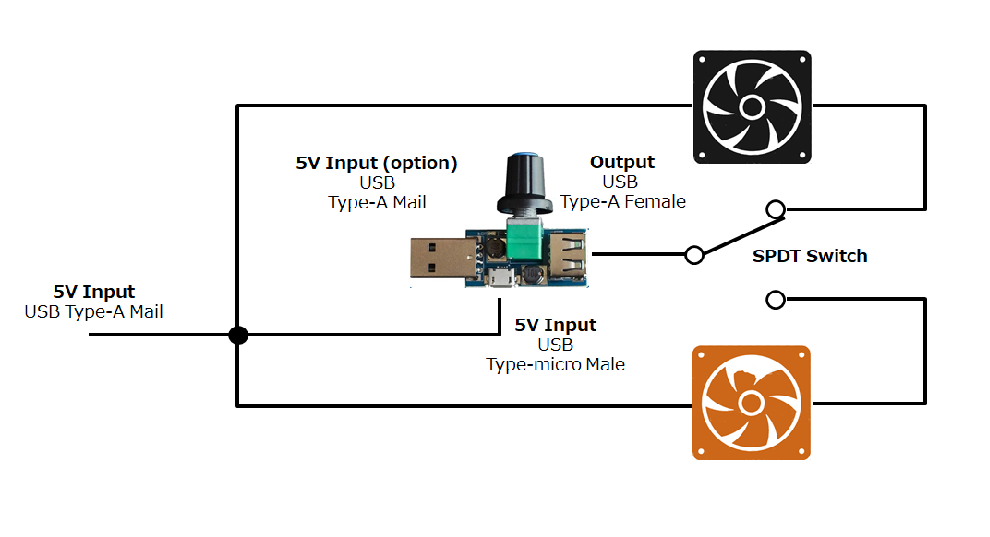 5V Input (option)
USB
Type-A Mail
Output
USB
Type-A Female
SPDT Switch
5V Input
USB Type-A Mail
5V Input
USB
Type-micro Male